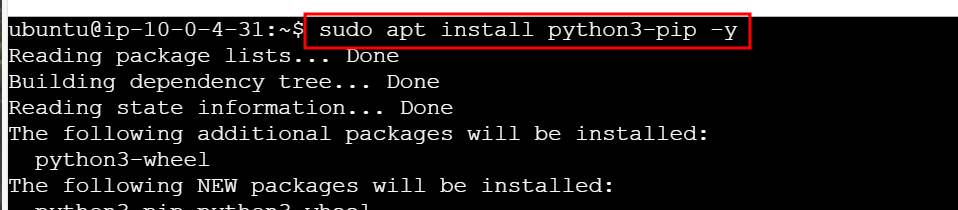 ubuntu@ip-10-0-4-31:~$ sudo apt install python3-pip -y
Reading package lists... Done
Building dependency tree... Done
Reading state information... Done
The following additional packages will be installed:
  python3-wheel
The following NEW packages will be installed:
  python3-pip python3-wheel